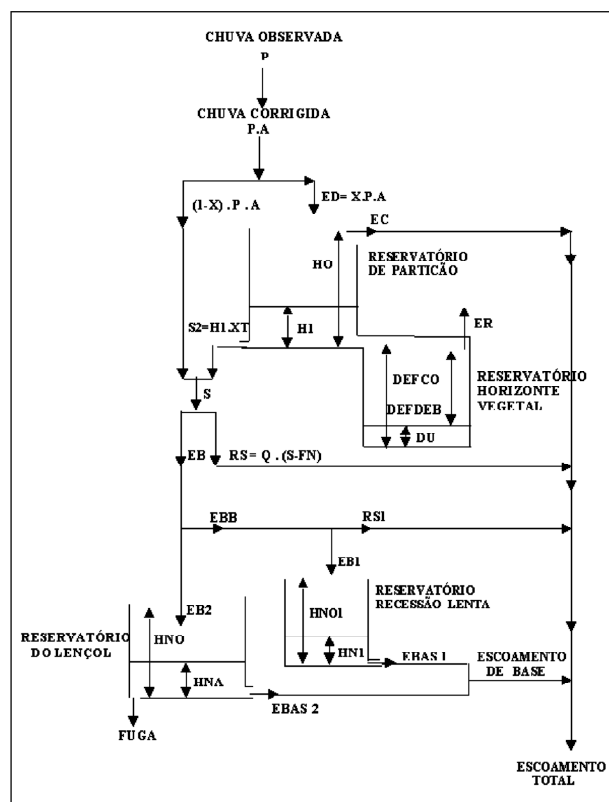 CHUVA OBSERVADA
P
CHUVA CORRIGIDA
P.A
ED= X.P.A
(1-X) . P . A
EC
RESERVATÓRIO
DE PARTICÃO
HO
S2=H1.XT
H1
ER
DEFCO
RESERVATÓRIO
HORIZONTE
VEGETAL
DEFDEB
S
DU
EB
RS= Q . (S-FN)
EBB
RS1
EB1
RESERVATÓRIO
RECESSÃO LENTA
EB2
HNO1
HNO
RESERVATÓRIO
DO LENÇOL
HN1
EBAS 1
ESCOAMENTO
DE BASE
HNA
EBAS 2
FUGA
ESCOAMENTO
TOTAL